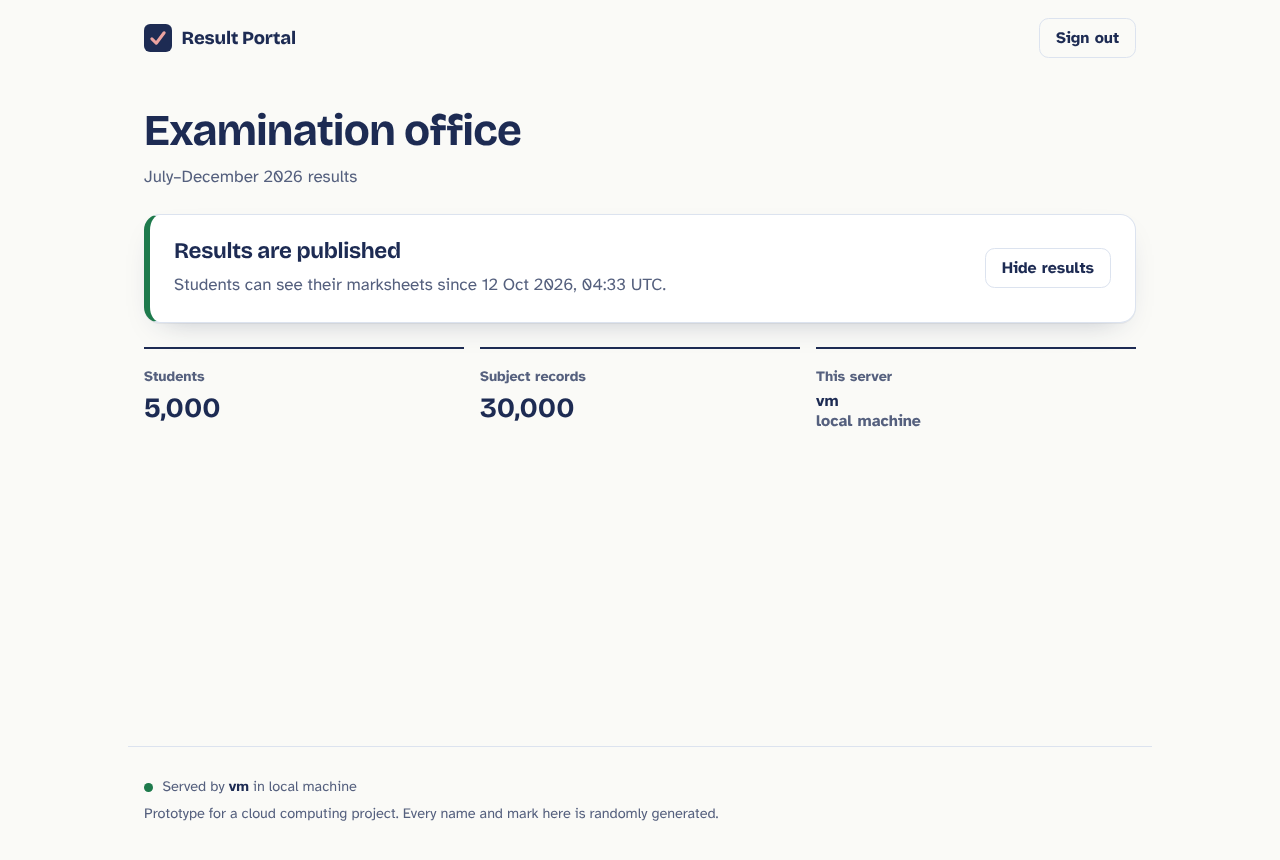 Result Portal
Sign out
Examination office
July–December 2026 results
Results are published
Students can see their marksheets since 12 Oct 2026, 04:33 UTC.
Hide results
Students
5,000
Subject records
30,000
This server
vm
local machine
Served by vm in local machine
Prototype for a cloud computing project. Every name and mark here is randomly generated.